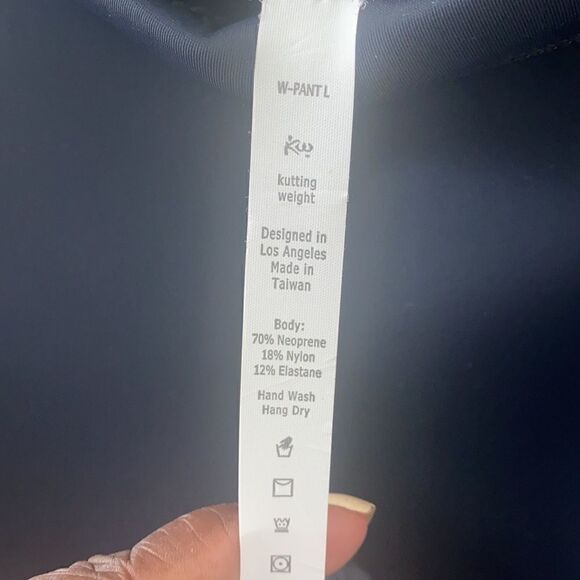 W-PANT L
kw
kutting
weight
Designed in
Los Angeles
Made in
Taiwan
Body:
70% Neoprene
18% Nylon
12% Elastane
Hand Wash
Hang Dry